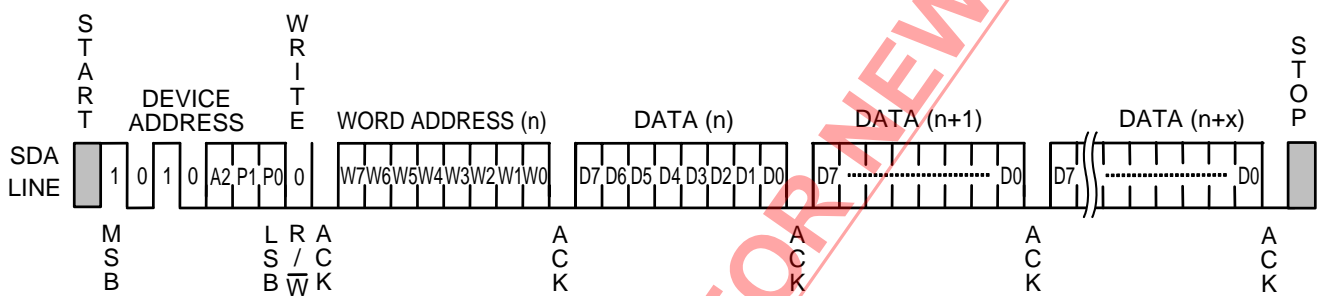 START
WRITE
STOP
DEVICE
ADDRESS
WORD ADDRESS (n)
DATA (n)
DATA (n+1)
DATA (n+x)
SDA
LINE
1 0 1 0 A2 P1 P0 0
W7 W6 W5 W4 W3 W2 W1 W0
D7 D6 D5 D4 D3 D2 D1 D0
D7 D0
D7 D0
MSB
LSB
R/W̅
ACK
ACK
ACK
ACK
ACK
FOR NEW